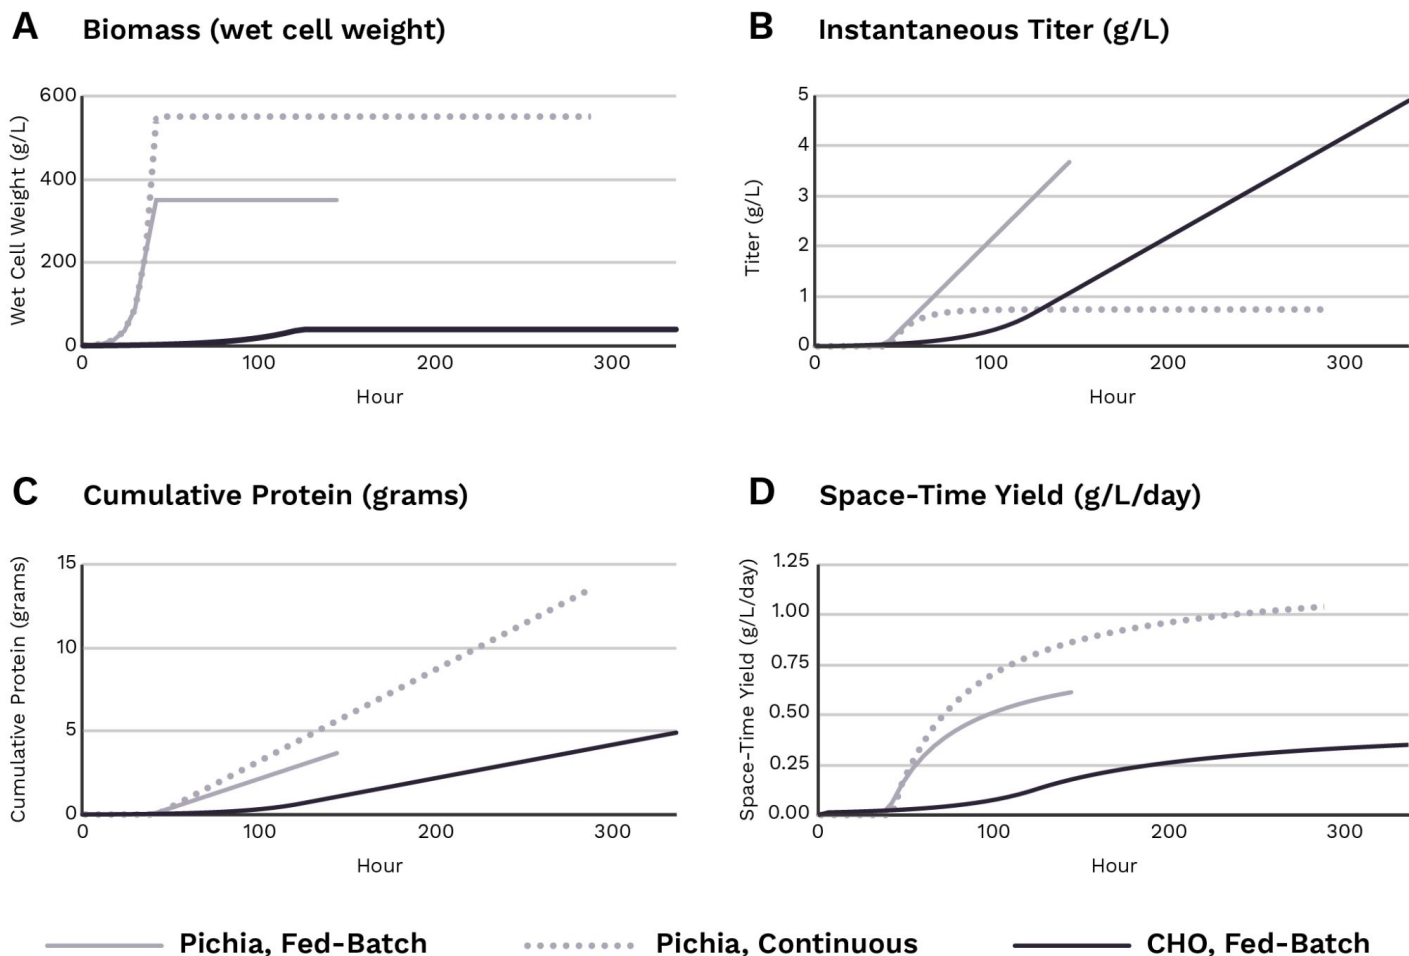 A Biomass (wet cell weight)
Wet Cell Weight (g/L)
600
400
200
0
0 100 200 300
Hour
B Instantaneous Titer (g/L)
Titer (g/L)
5
4
3
2
1
0
0 100 200 300
Hour
C Cumulative Protein (grams)
Cumulative Protein (grams)
15
10
5
0
0 100 200 300
Hour
D Space-Time Yield (g/L/day)
Space-Time Yield (g/L/day)
1.25
1.00
0.75
0.50
0.25
0.00
0 100 200 300
Hour
Pichia, Fed-Batch Pichia, Continuous CHO, Fed-Batch